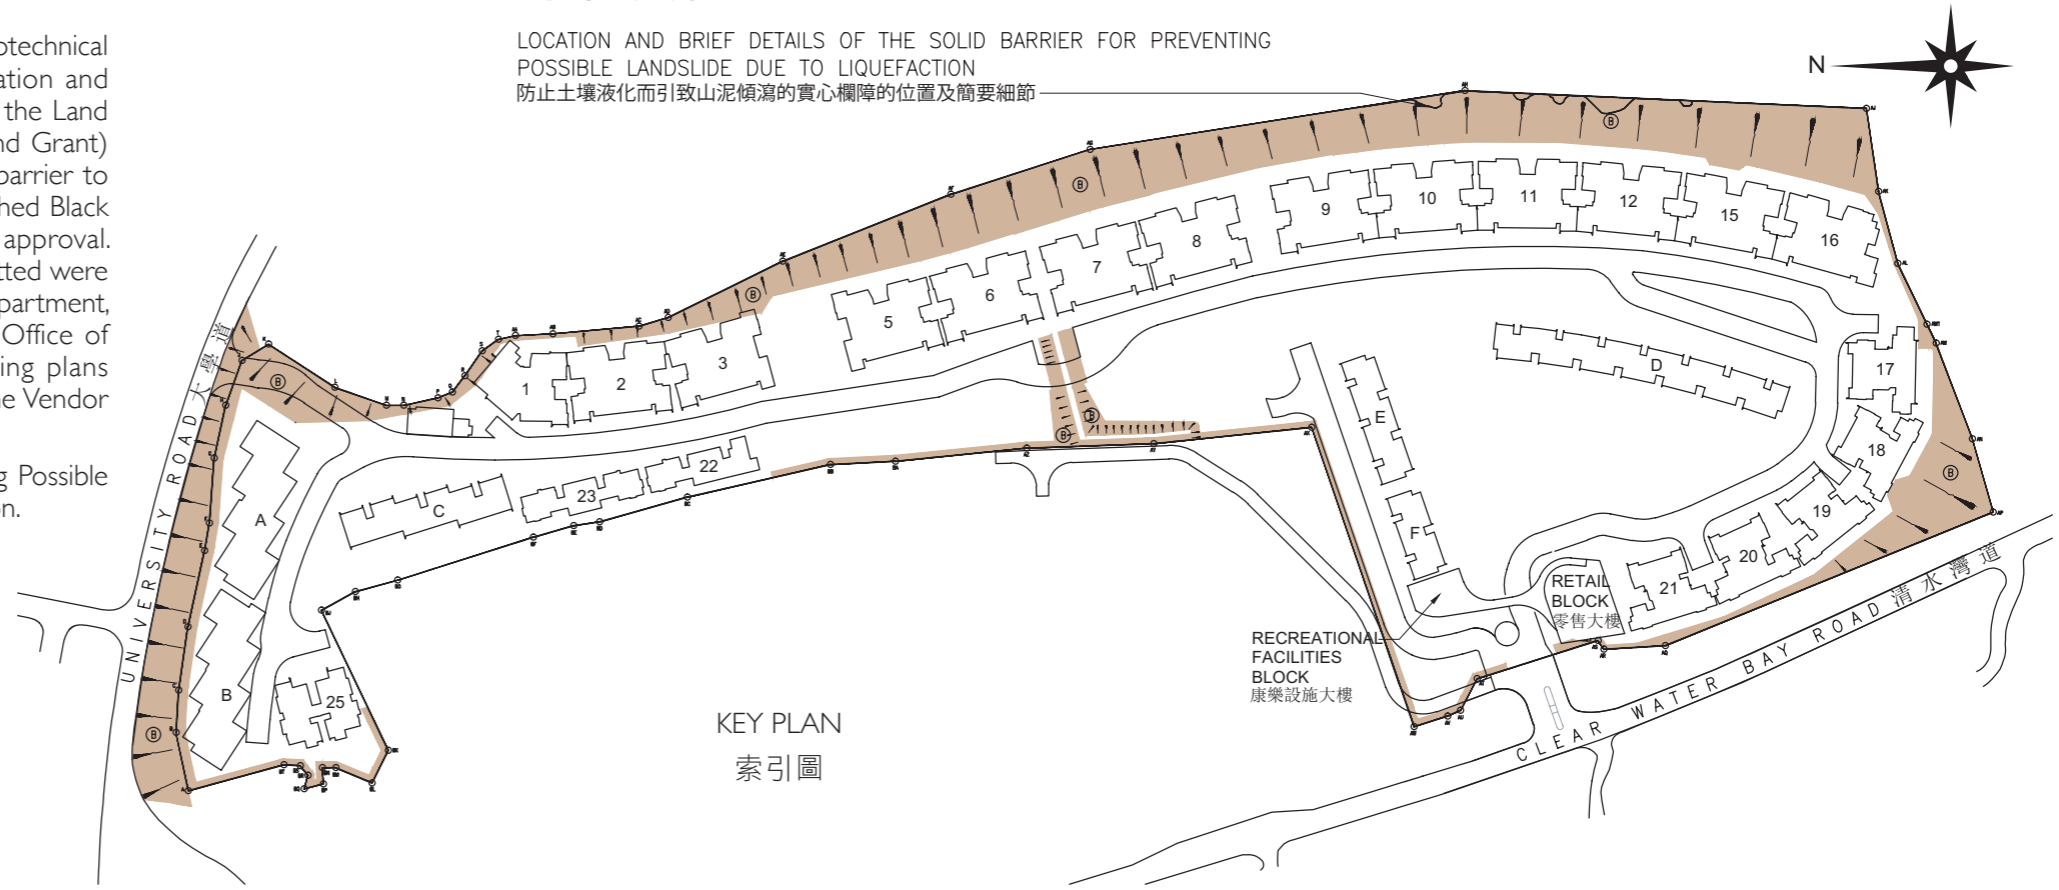 otechnical
ation and
the Land
nd Grant)
barrier to
hed Black
approval.
tted were
partment,
Office of
ing plans
he Vendor
g Possible
on.
LOCATION AND BRIEF DETAILS OF THE SOLID BARRIER FOR PREVENTING
POSSIBLE LANDSLIDE DUE TO LIQUEFACTION
防止土壤液化而引致山泥傾瀉的實心欄障的位置及簡要細節
N
B
B
B
B
B
B
B
B
1
2
3
5
6
7
8
9
10
11
12
15
16
17
18
19
20
21
22
23
25
A
B
C
D
E
F
UNIVERSITY ROAD 大學道
RETAIL
BLOCK
零售大樓
RECREATIONAL
FACILITIES
BLOCK
康樂設施大樓
CLEAR WATER BAY ROAD 清水灣道
KEY PLAN
索引圖